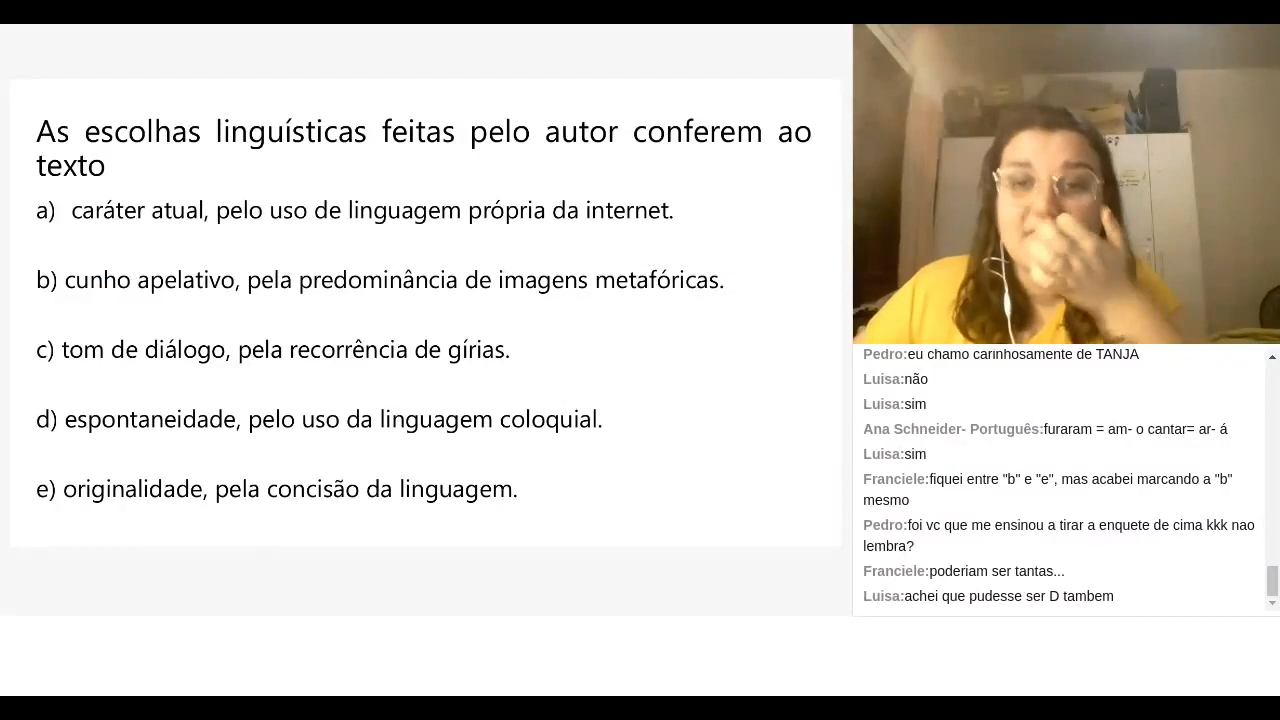 As escolhas linguísticas feitas pelo autor conferem ao
texto
a) caráter atual, pelo uso de linguagem própria da internet.
b) cunho apelativo, pela predominância de imagens metafóricas.
c) tom de diálogo, pela recorrência de gírias.
d) espontaneidade, pelo uso da linguagem coloquial.
e) originalidade, pela concisão da linguagem.
Pedro:eu chamo carinhosamente de TANJA
Luisa:não
Luisa:sim
Ana Schneider- Português:furaram = am- o cantar= ar- á
Luisa:sim
Franciele:fiquei entre "b" e "e", mas acabei marcando a "b"
mesmo
Pedro:foi vc que me ensinou a tirar a enquete de cima kkk nao
lembra?
Franciele:poderiam ser tantas...
Luisa:achei que pudesse ser D tambem